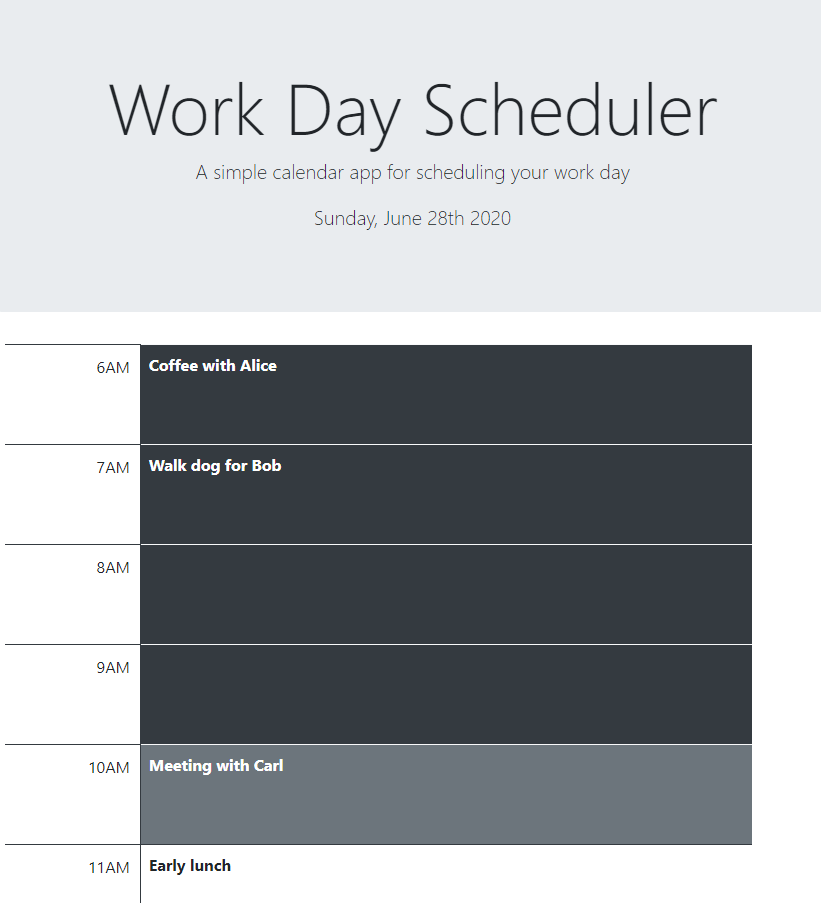 Work Day Scheduler
A simple calendar app for scheduling your work day
Sunday, June 28th 2020
6AM Coffee with Alice
7AM Walk dog for Bob
8AM
9AM
10AM Meeting with Carl
11AM Early lunch